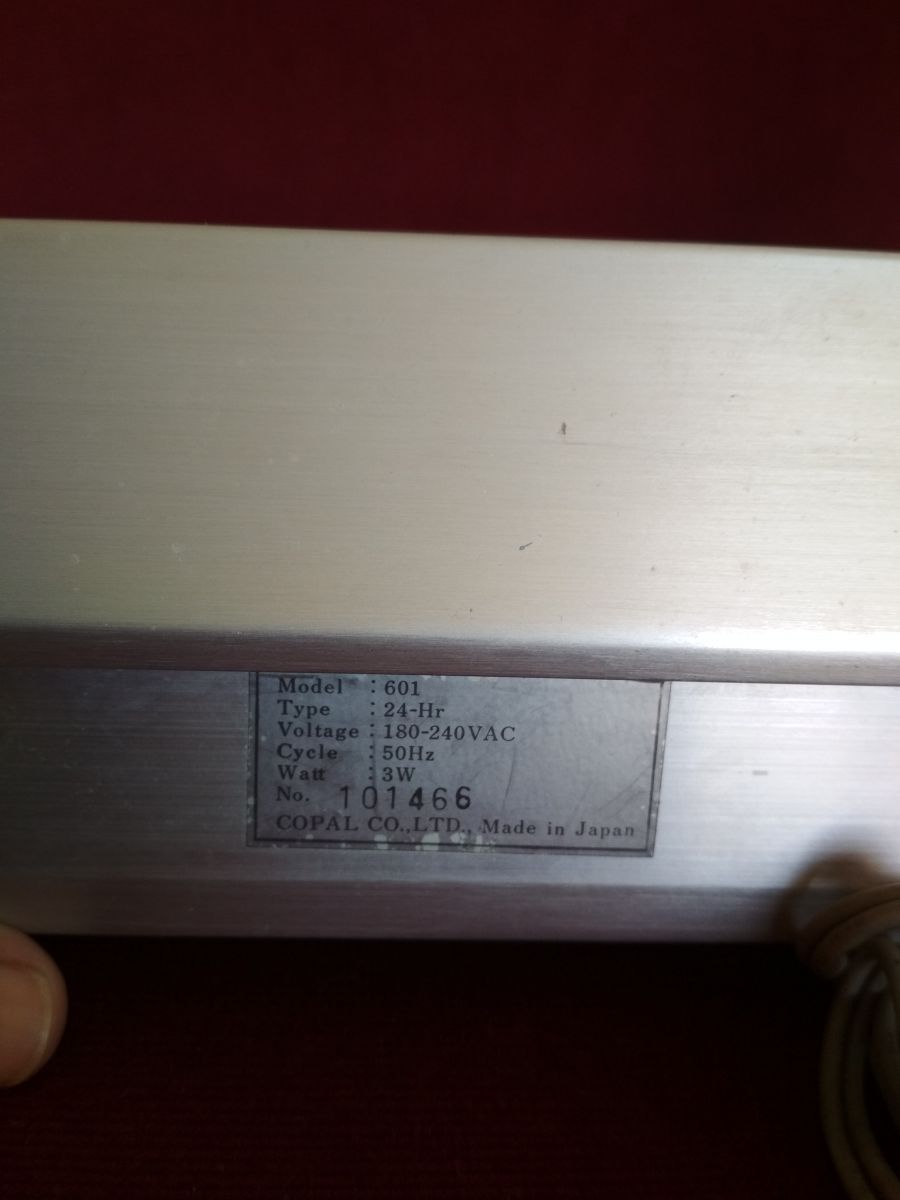 Model : 601
Type : 24-Hr
Voltage : 180-240VAC
Cycle : 50Hz
Watt : 3W
No. 101466
COPAL CO.,LTD., Made in Japan